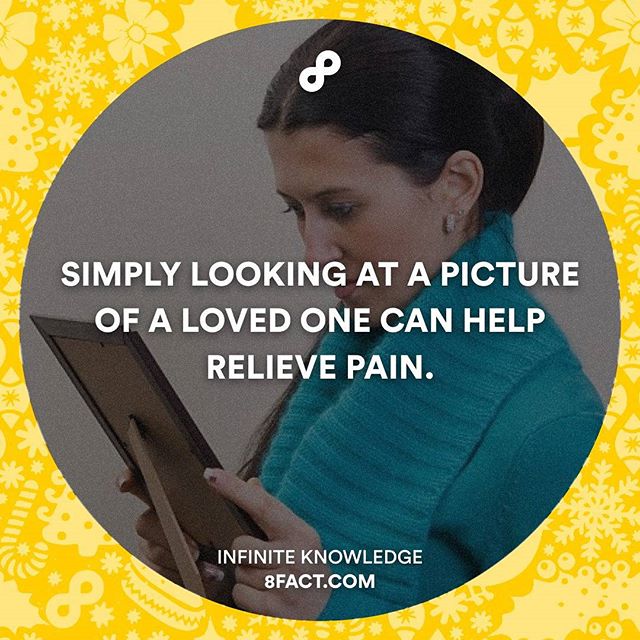 SIMPLY LOOKING AT A PICTURE
OF A LOVED ONE CAN HELP
RELIEVE PAIN.
INFINITE KNOWLEDGE
8FACT.COM